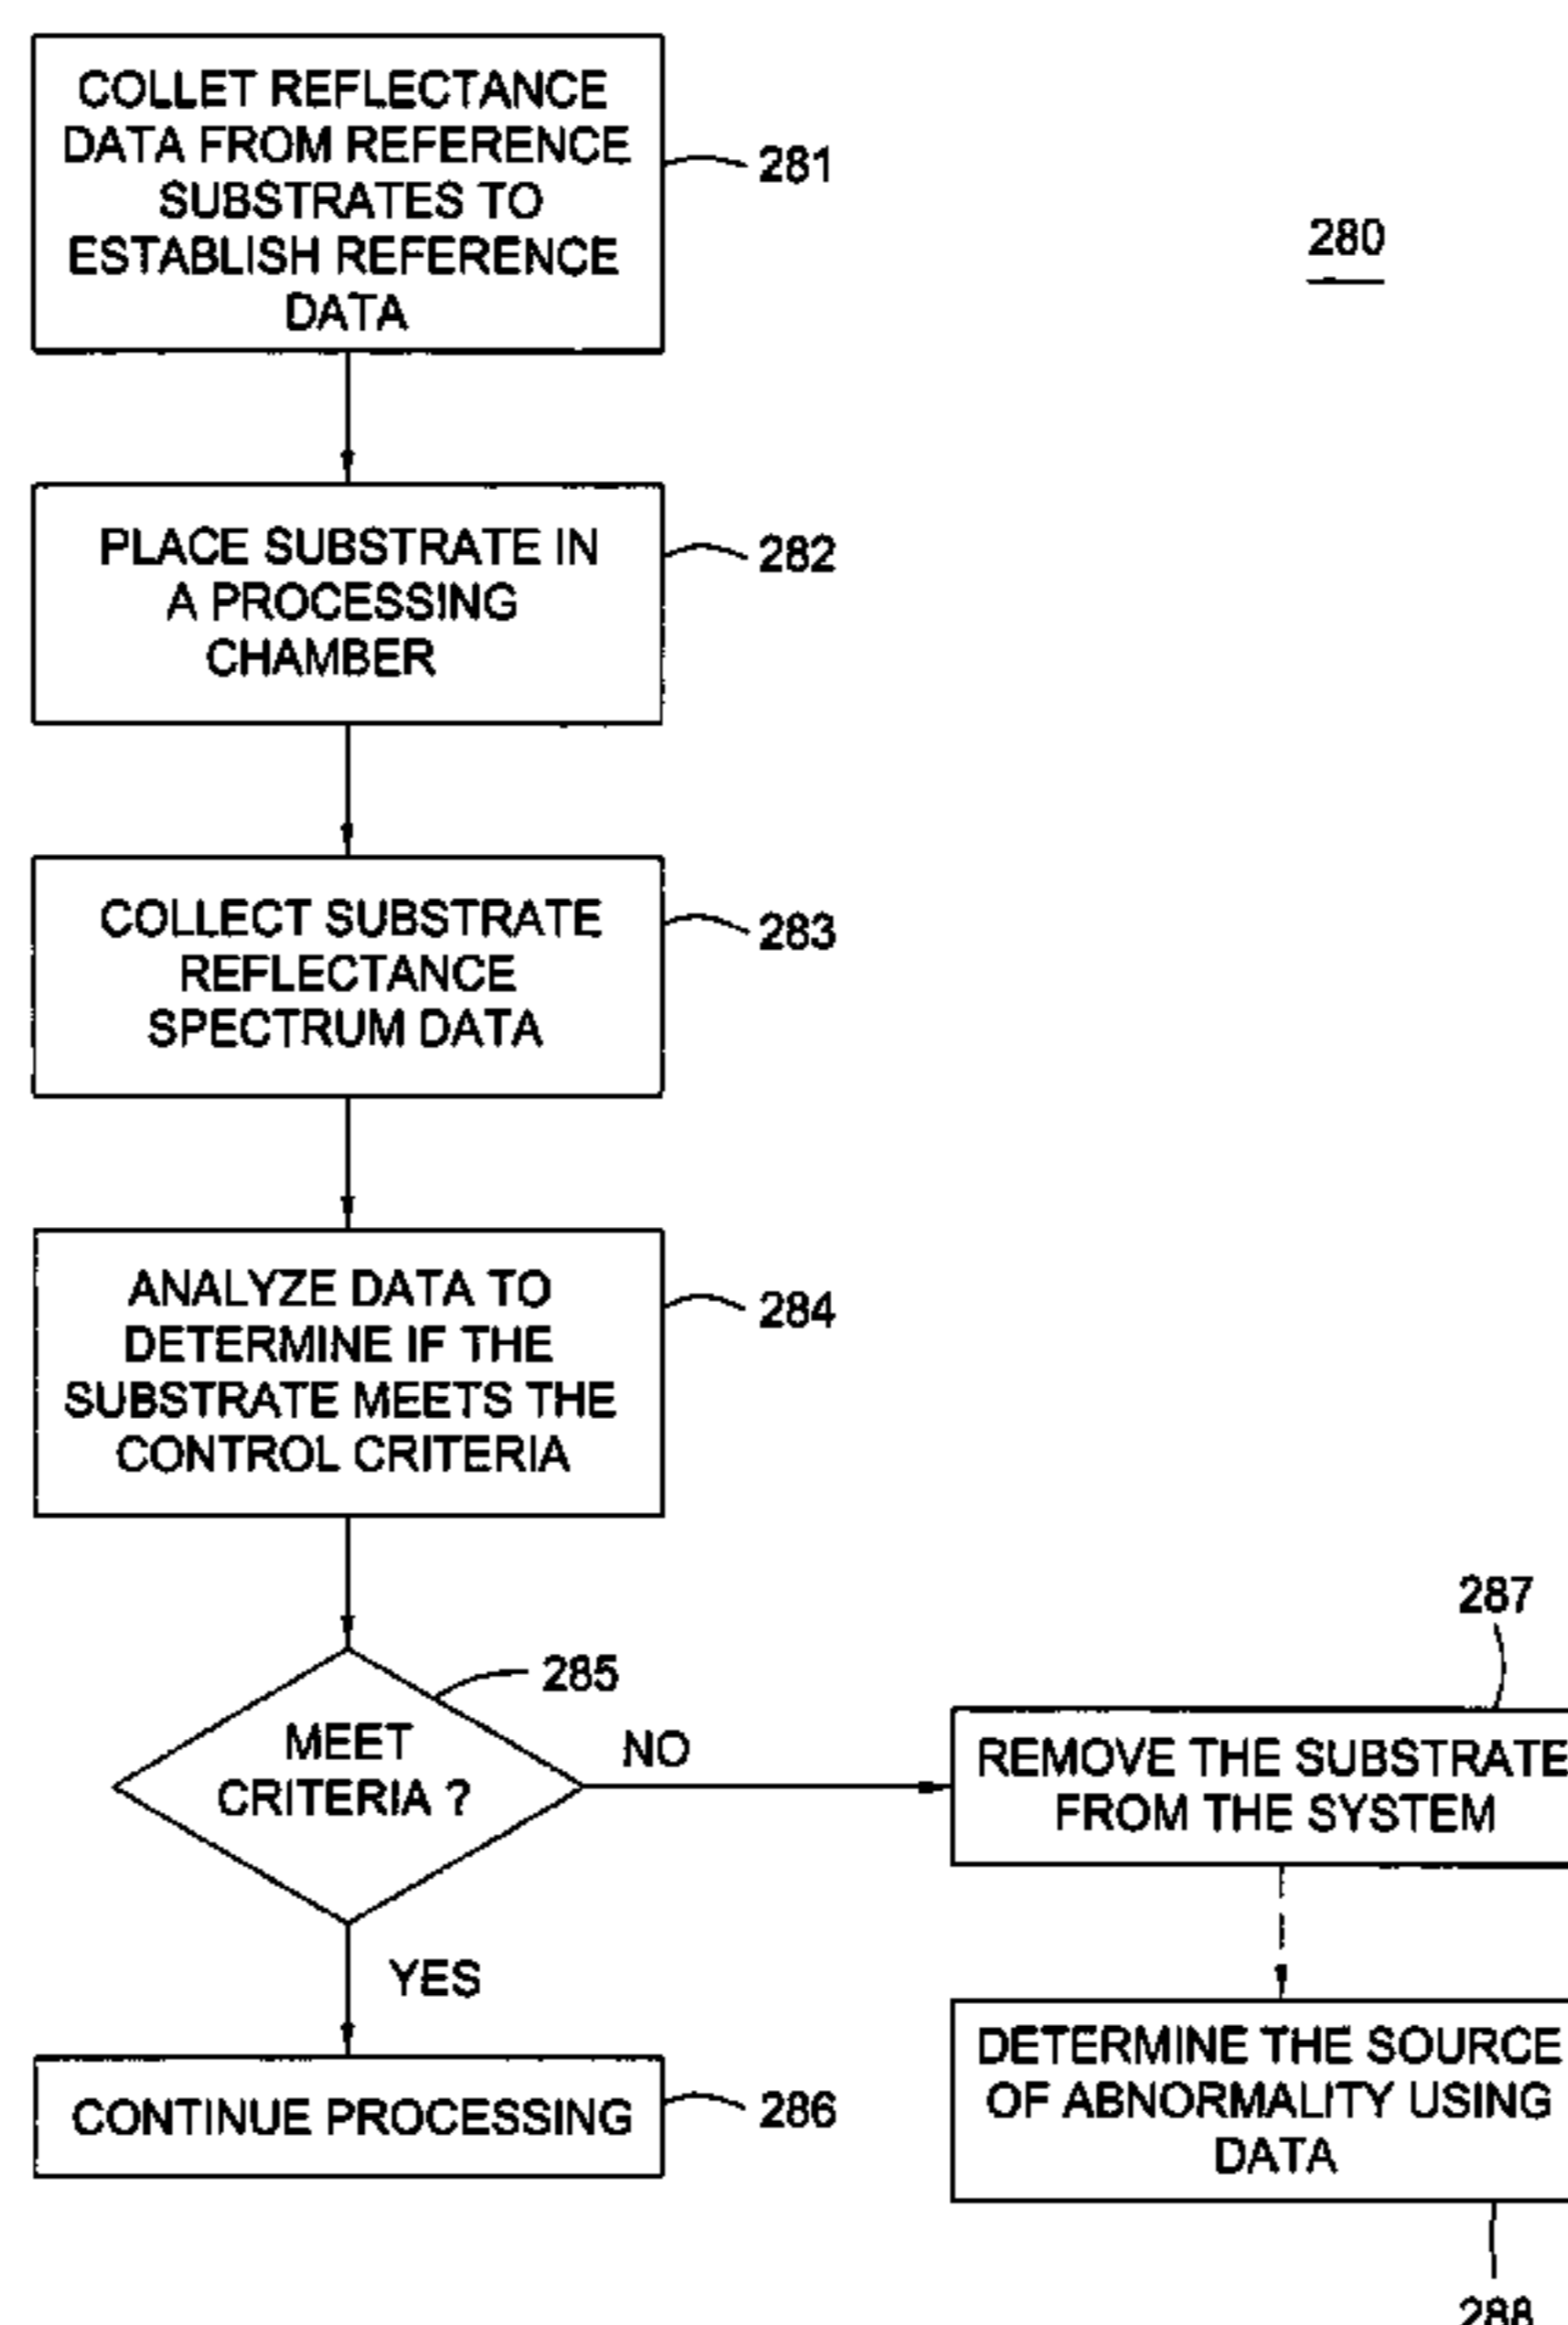 COLLET REFLECTANCE
DATA FROM REFERENCE
SUBSTRATES TO
ESTABLISH REFERENCE
DATA
281
280
PLACE SUBSTRATE IN
A PROCESSING
CHAMBER
282
COLLECT SUBSTRATE
REFLECTANCE
SPECTRUM DATA
283
ANALYZE DATA TO
DETERMINE IF THE
SUBSTRATE MEETS THE
CONTROL CRITERIA
284
MEET
CRITERIA ?
285
NO
287
REMOVE THE SUBSTRATE
FROM THE SYSTEM
YES
CONTINUE PROCESSING
286
DETERMINE THE SOURCE
OF ABNORMALITY USING
DATA
288